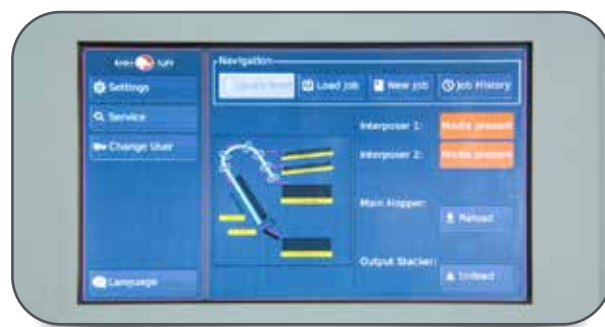 Navigation
Settings
Service
Change User
Language
Load job
New job
Job History
Interposer 1:
Media present
Interposer 2:
Media present
Main Hopper:
Reload
Output Stacker:
Unload